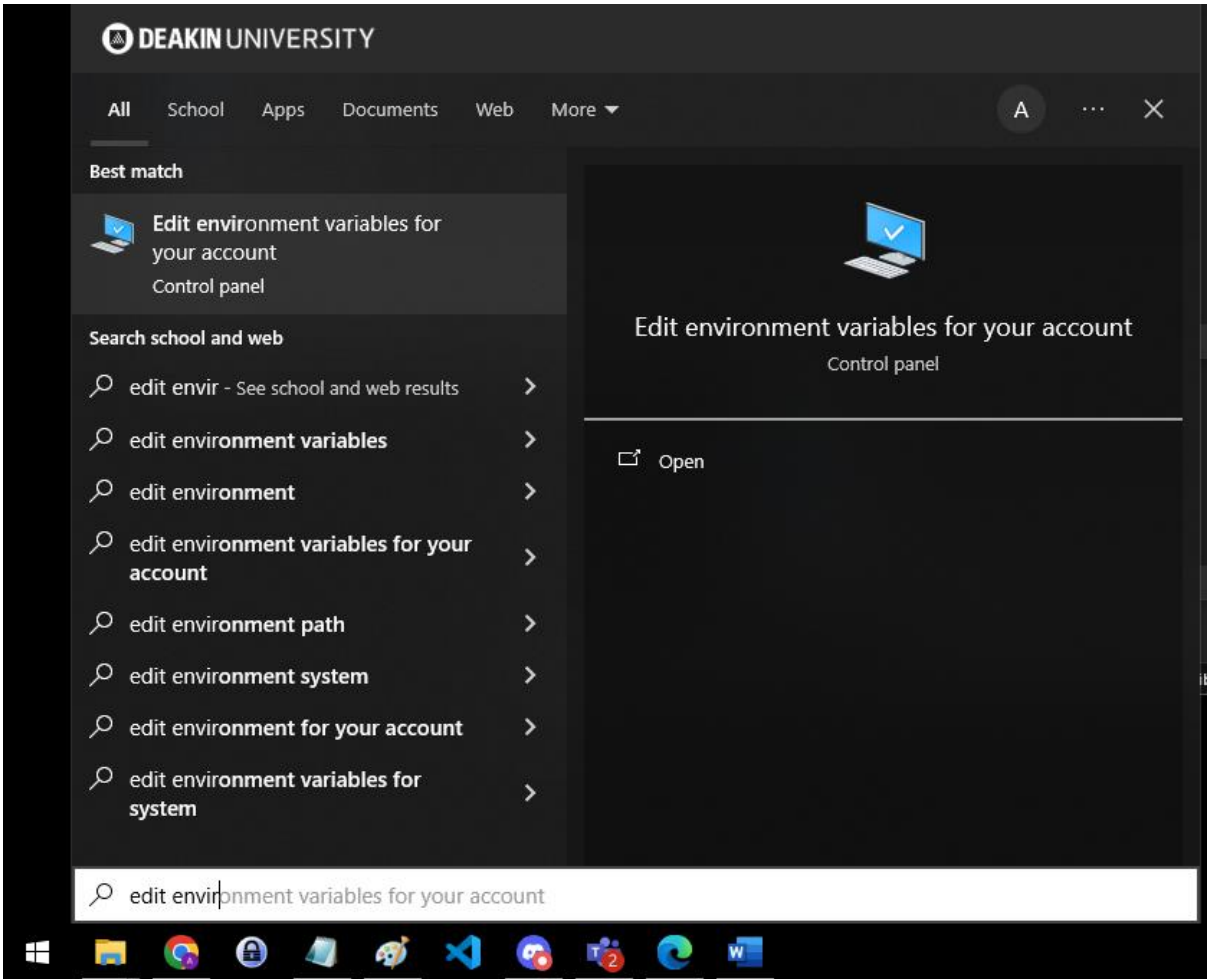 DEAKIN UNIVERSITY
All School Apps Documents Web More A ...
Best match
Edit environment variables for
your account
Control panel
Search school and web
edit envir - See school and web results
edit environment variables
edit environment
edit environment variables for your
account
edit environment path
edit environment system
edit environment for your account
edit environment variables for
system
Edit environment variables for your account
Control panel
Open
edit environment variables for your account
A
T
2
W